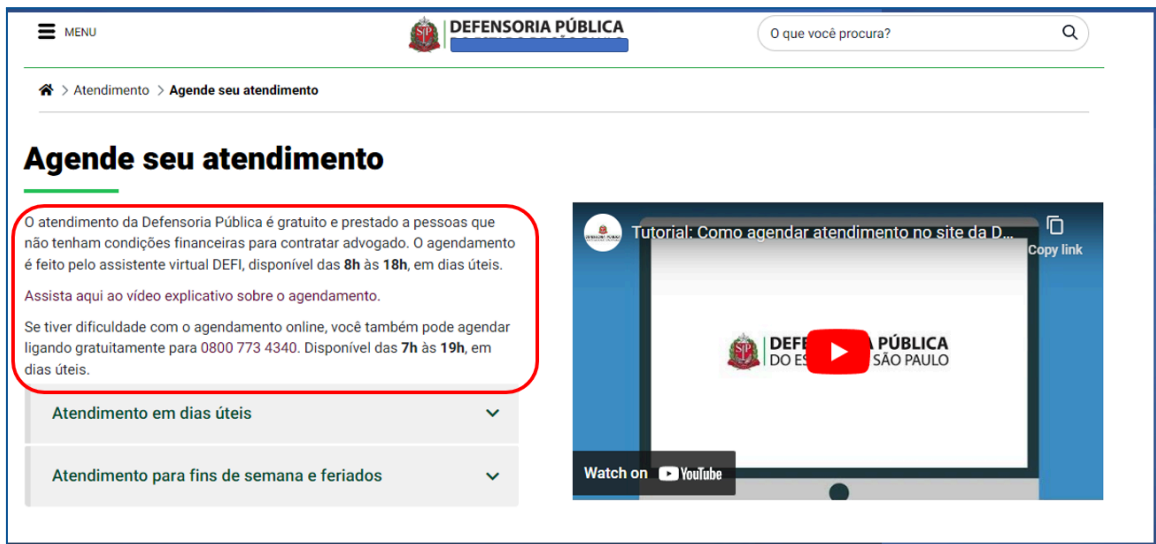 MENU
DEFENSORIA PÚBLICA
O que você procura?
> Atendimento > Agende seu atendimento
Agende seu atendimento
O atendimento da Defensoria Pública é gratuito e prestado a pessoas que
não tenham condições financeiras para contratar advogado. O agendamento
é feito pelo assistente virtual DEFI, disponível das 8h às 18h, em dias úteis.
Assista aqui ao vídeo explicativo sobre o agendamento.
Se tiver dificuldade com o agendamento online, você também pode agendar
ligando gratuitamente para 0800 773 4340. Disponível das 7h às 19h, em
dias úteis.
Atendimento em dias úteis
Atendimento para fins de semana e feriados
Tutorial: Como agendar atendimento no site da D...
Copy link
DEFE PÚBLICA
DO ES SÃO PAULO
Watch on YouTube